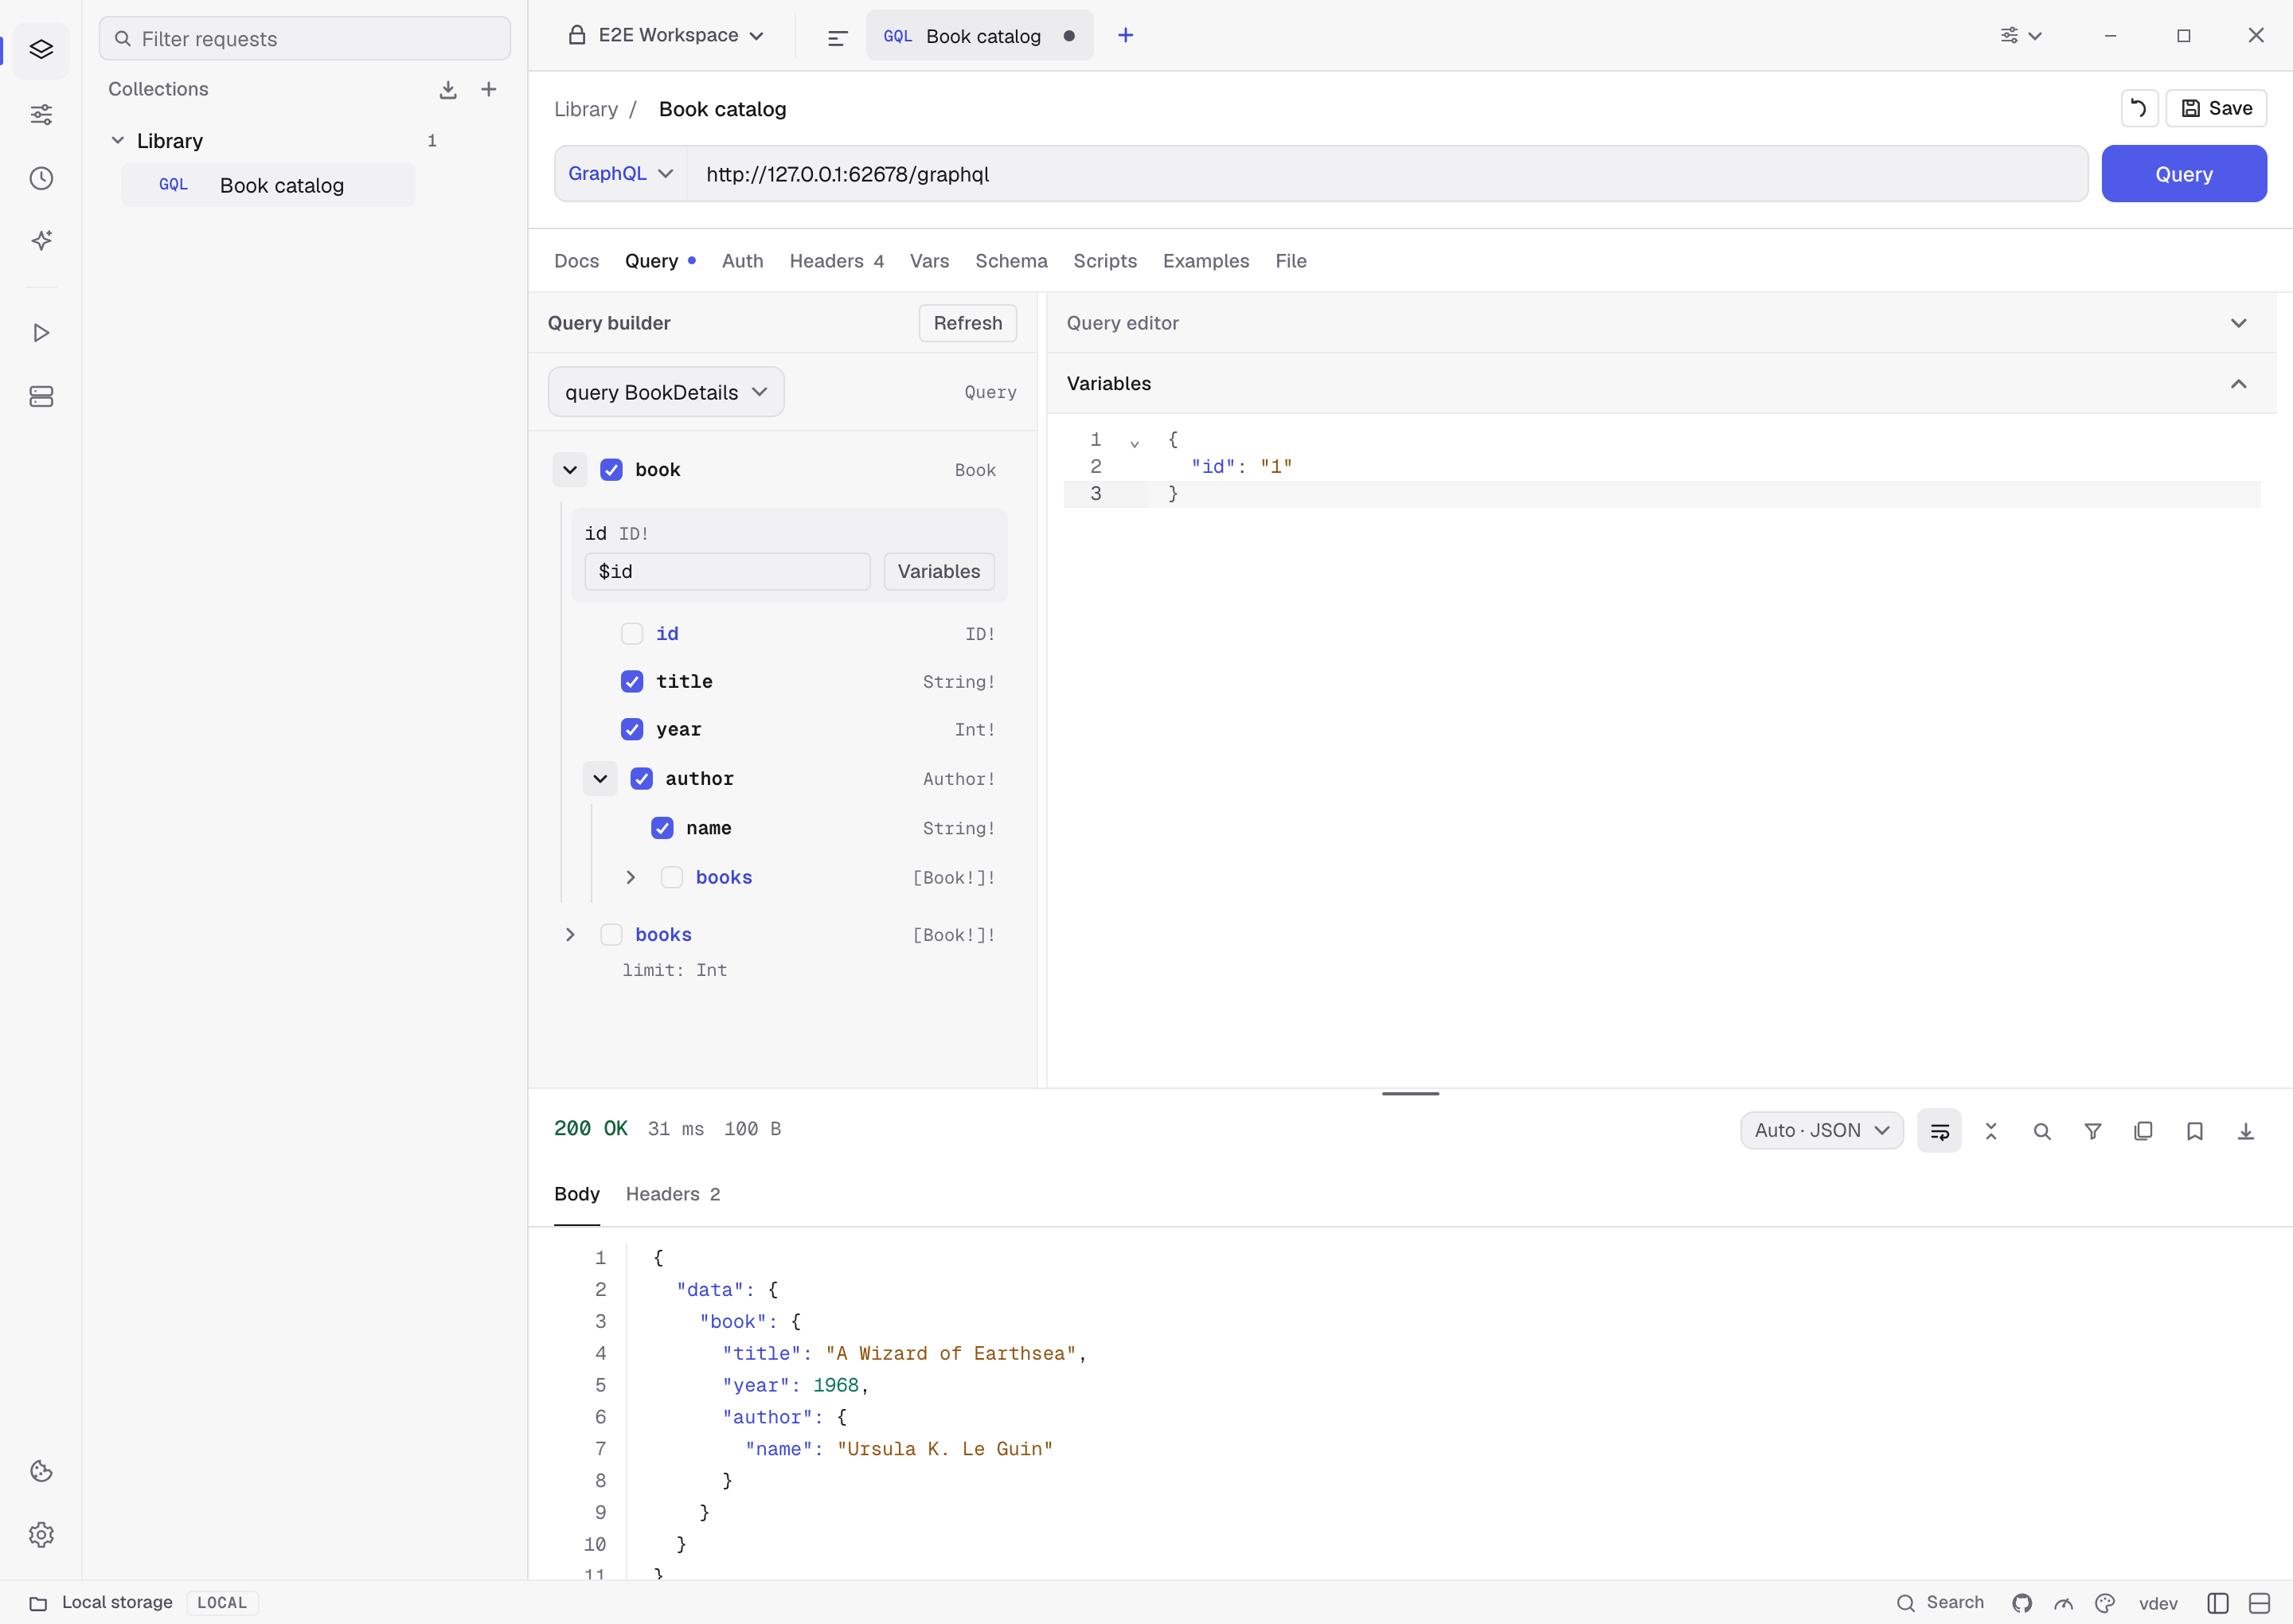 Filter requests
Collections
Library 1
GQL Book catalog
E2E Workspace
GQL Book catalog
Library / Book catalog
Save
GraphQL http://127.0.0.1:62678/graphql
Query
Docs Query Auth Headers 4 Vars Schema Scripts Examples File
Query builder Refresh
query BookDetails Query
book Book
id ID!
$id Variables
id ID!
title String!
year Int!
author Author!
name String!
books [Book!]!
books [Book!]!
limit: Int
Query editor
Variables
1 {
2 "id": "1"
3 }
200 OK 31 ms 100 B
Auto · JSON
Body Headers 2
1 {
2 "data": {
3 "book": {
4 "title": "A Wizard of Earthsea",
5 "year": 1968,
6 "author": {
7 "name": "Ursula K. Le Guin"
8 }
9 }
10 }
11 }
Local storage LOCAL
Search vdev